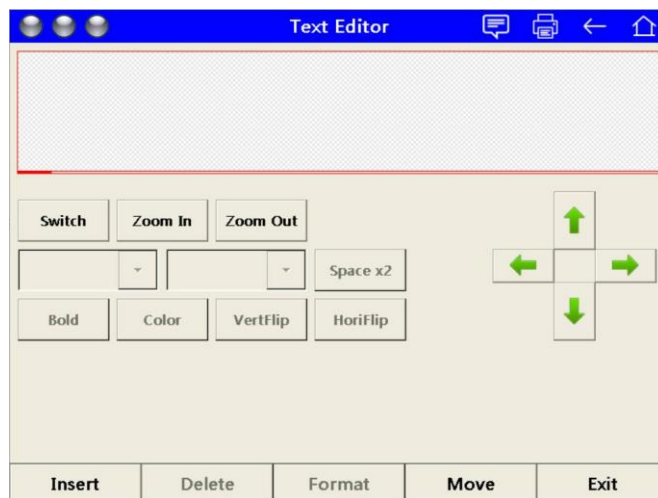 Text Editor
Switch Zoom In Zoom Out
Space x2
Bold Color VertFlip HoriFlip
Insert Delete Format Move Exit